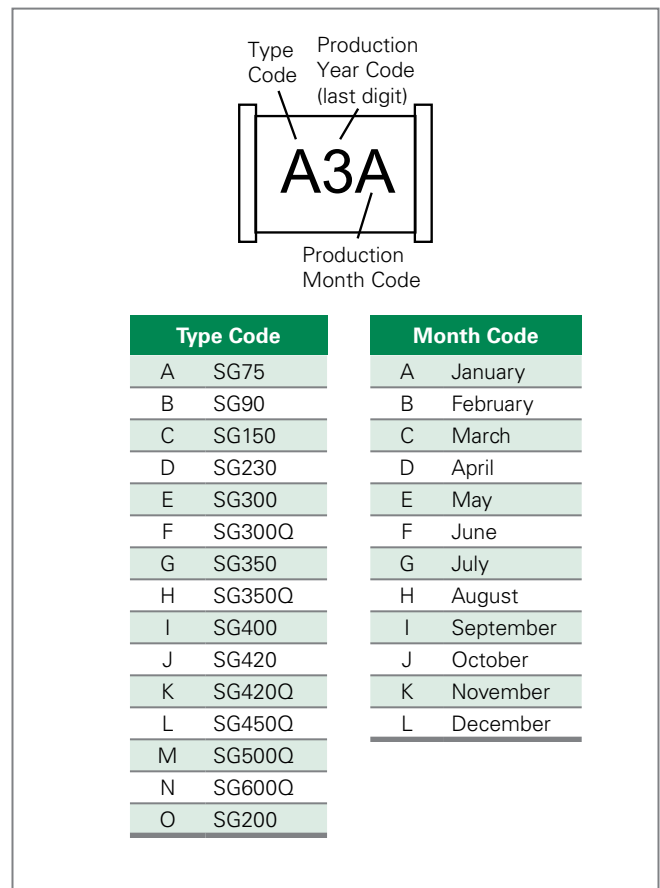 Type
Code
Production
Year Code
(last digit)
A3A
Production
Month Code
Type Code
A SG75
B SG90
C SG150
D SG230
E SG300
F SG300Q
G SG350
H SG350Q
I SG400
J SG420
K SG420Q
L SG450Q
M SG500Q
N SG600Q
O SG200
Month Code
A January
B February
C March
D April
E May
F June
G July
H August
I September
J October
K November
L December